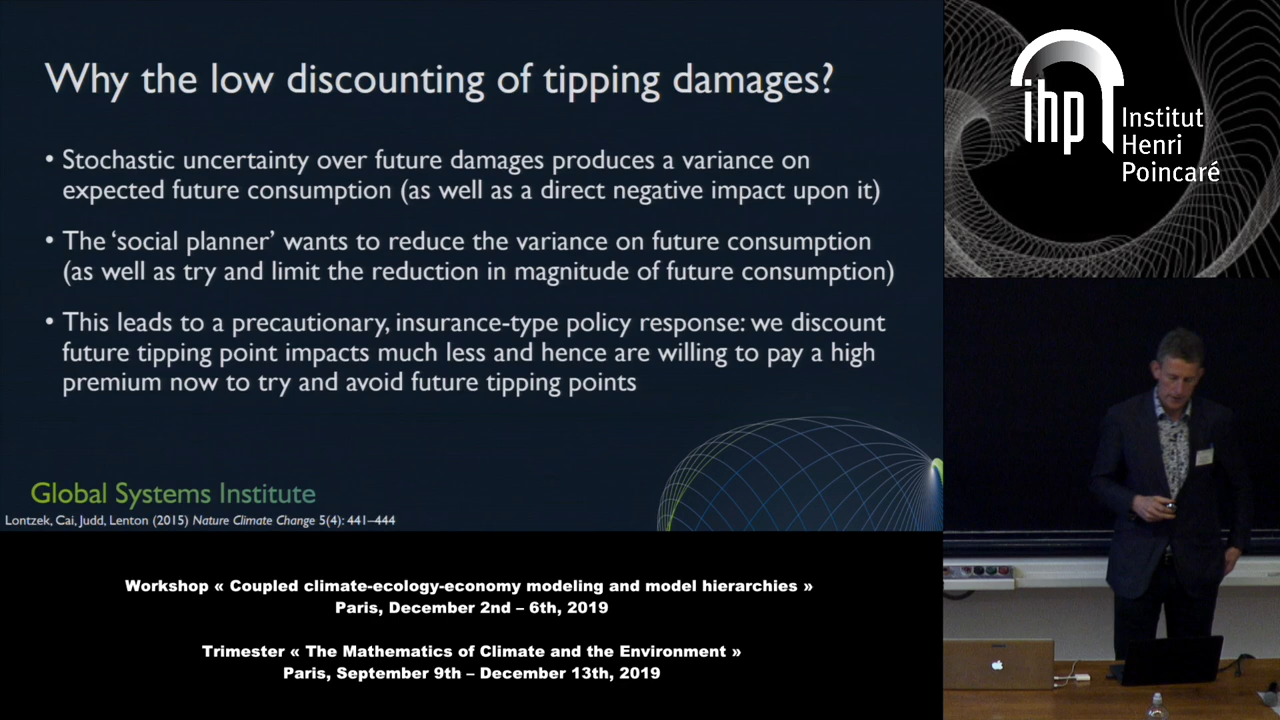 Why the low discounting of tipping damages?
• Stochastic uncertainty over future damages produces a variance on
expected future consumption (as well as a direct negative impact upon it)
• The ‘social planner’ wants to reduce the variance on future consumption
(as well as try and limit the reduction in magnitude of future consumption)
• This leads to a precautionary, insurance-type policy response: we discount
future tipping point impacts much less and hence are willing to pay a high
premium now to try and avoid future tipping points
Global Systems Institute
Lontzek, Cai, Judd, Lenton (2015) Nature Climate Change 5(4): 441–444
Workshop « Coupled climate-ecology-economy modeling and model hierarchies »
Paris, December 2nd – 6th, 2019
Trimester « The Mathematics of Climate and the Environment »
Paris, September 9th – December 13th, 2019
ihp
Institut
Henri
Poincaré